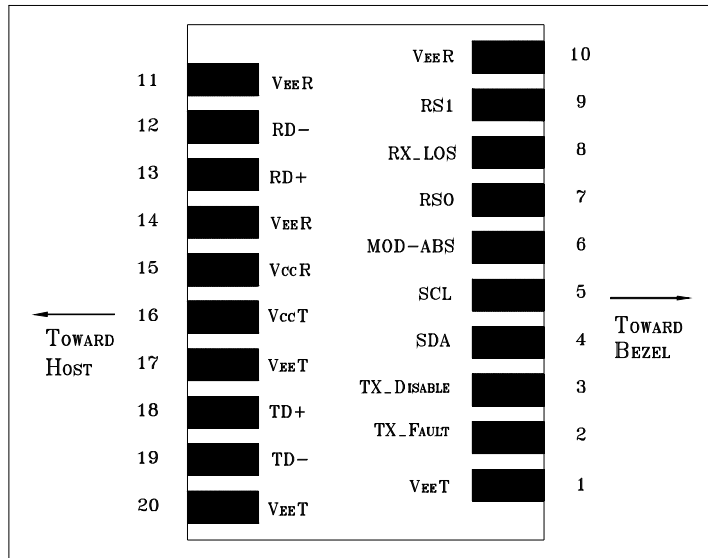 11 VEER
12 RD-
13 RD+
14 VEER
15 VCCR
16 VCCT
17 VEET
18 TD+
19 TD-
20 VEET
TOWARD
HOST
VEER 10
RS1 9
RX_LOS 8
RS0 7
MOD-ABS 6
SCL 5
SDA 4
TX_DISABLE 3
TX_FAULT 2
VEET 1
TOWARD
BEZEL